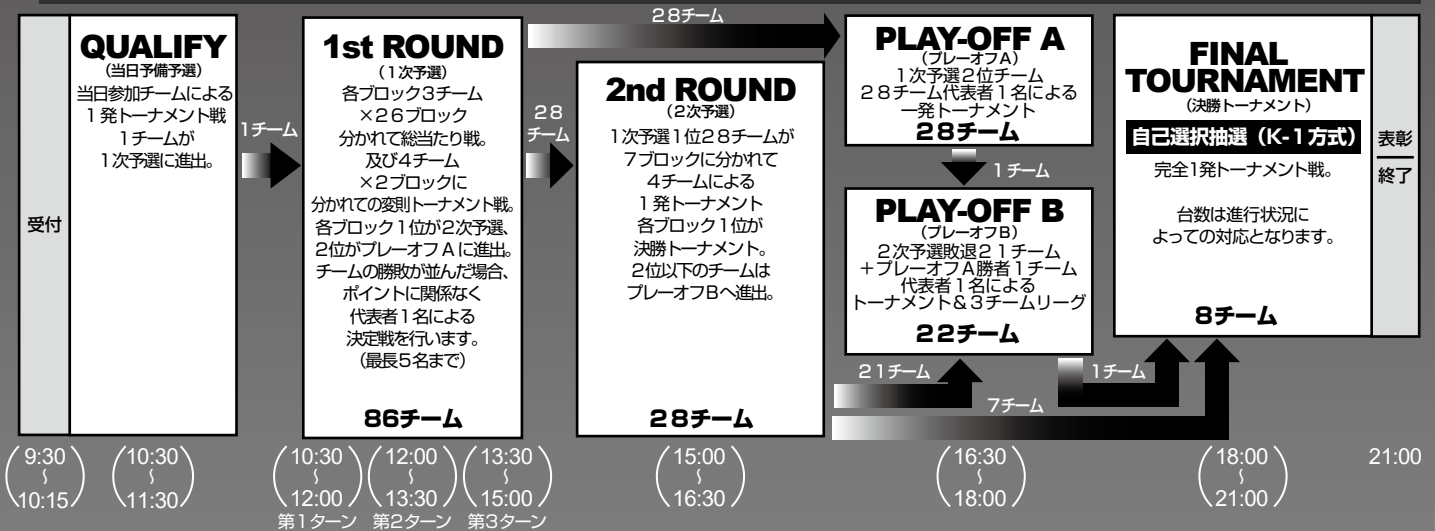 受付
QUALIFY
(当日予備予選)
当日参加チームによる
1発トーナメント戦
1チームが
1次予選に進出。
1チーム
1st ROUND
(1次予選)
各ブロック3チーム
×26ブロック
分かれて総当たり戦。
及び4チーム
×2ブロックに
分かれての変則トーナメント戦。
各ブロック1位が2次予選、
2位がプレーオフAに進出。
チームの勝敗が並んだ場合、
ポイントに関係なく
代表者1名による
決定戦を行います。
(最長5名まで)
86チーム
28チーム
28
チーム
2nd ROUND
(2次予選)
1次予選1位28チームが
7ブロックに分かれて
4チームによる
1発トーナメント
各ブロック1位が
決勝トーナメント。
2位以下のチームは
プレーオフBへ進出。
28チーム
PLAY-OFF A
(プレーオフA)
1次予選2位チーム
28チーム代表者1名による
一発トーナメント
28チーム
1チーム
PLAY-OFF B
(プレーオフB)
2次予選敗退21チーム
+プレーオフA勝者1チーム
代表者1名による
トーナメント&3チームリーグ
22チーム
21チーム
1チーム
7チーム
FINAL
TOURNAMENT
(決勝トーナメント)
自己選択抽選(K-1方式)
完全1発トーナメント戦。
台数は進行状況に
よっての対応となります。
8チーム
表彰
終了
9:30
〜
10:15
10:30
〜
11:30
10:30
〜
12:00
第1ターン
12:00
〜
13:30
第2ターン
13:30
〜
15:00
第3ターン
15:00
〜
16:30
16:30
〜
18:00
18:00
〜
21:00
21:00